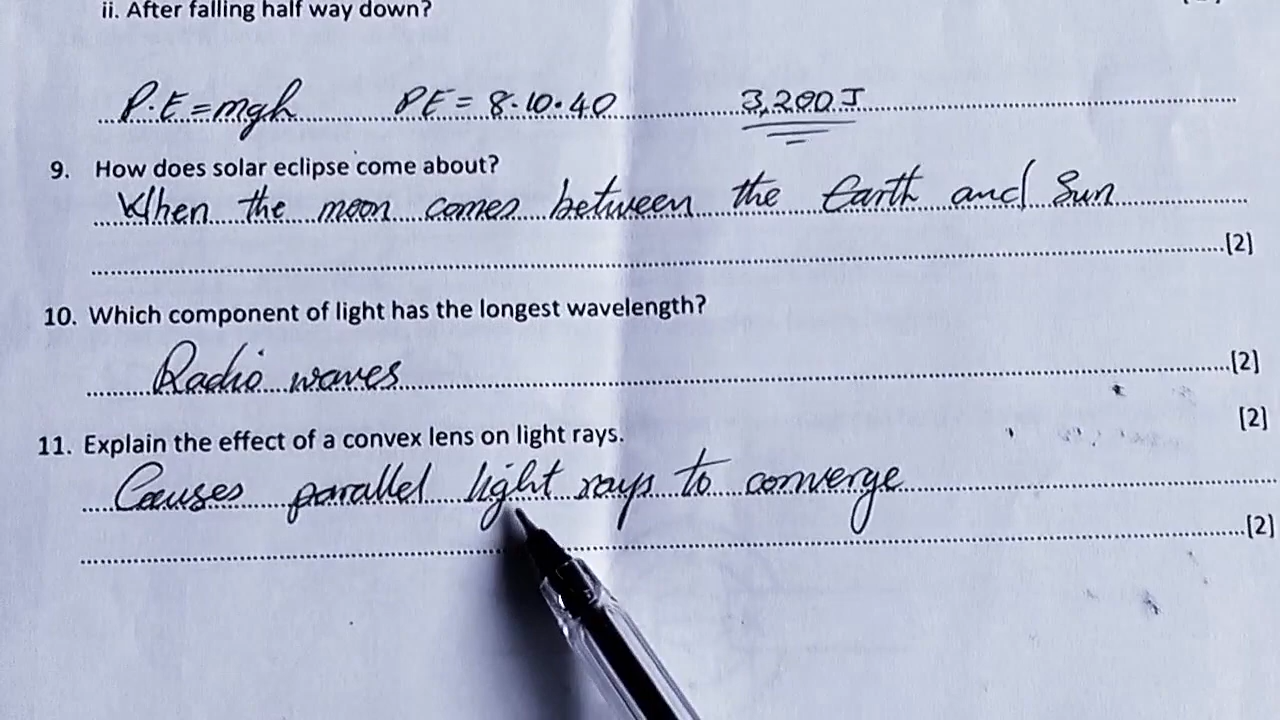 ii. After falling half way down?
P.E = mgh PE = 8.10.40 3,200J
9. How does solar eclipse come about?
When the moon comes between the Earth and Sun
[2]
10. Which component of light has the longest wavelength?
Radio waves [2]
[2]
11. Explain the effect of a convex lens on light rays.
Causes parallel light rays to converge
[2]